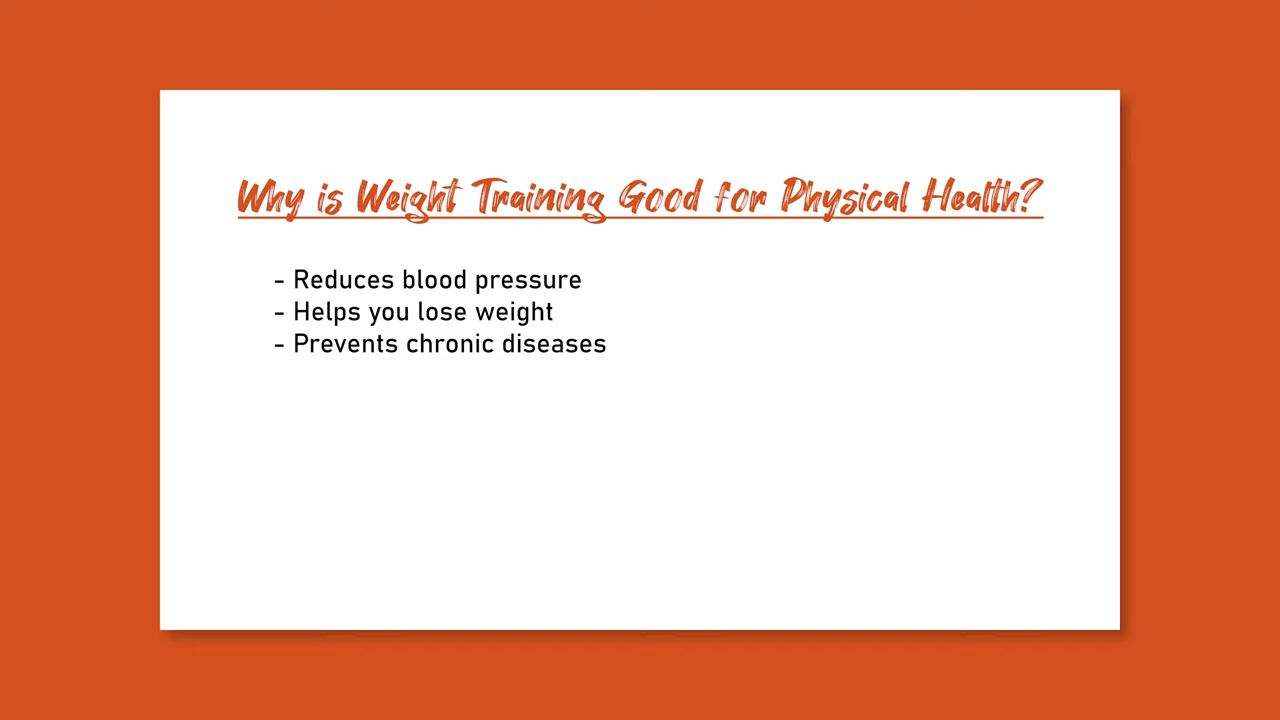 Why is Weight Training Good for Physical Health?
- Reduces blood pressure
- Helps you lose weight
- Prevents chronic diseases